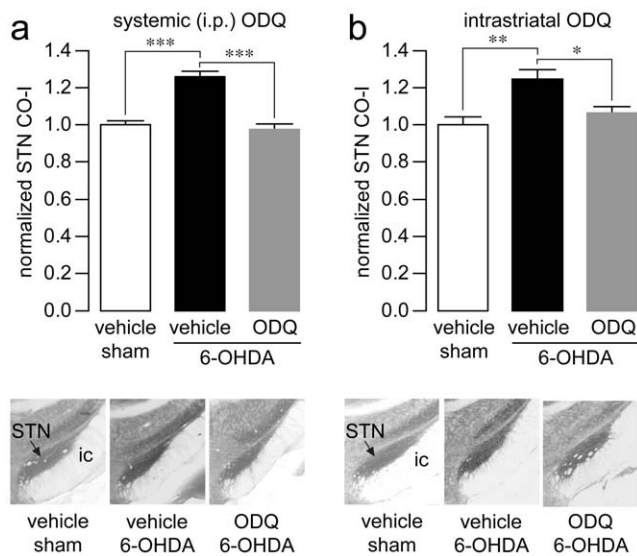 a
systemic (i.p.) ODQ
normalized STN CO-I
1.4
1.2
1.0
0.8
0.6
0.4
0.2
0.0
***
***
vehicle
sham
vehicle
ODQ
6-OHDA
STN
ic
vehicle
sham
vehicle
6-OHDA
ODQ
6-OHDA
b
intrastriatal ODQ
normalized STN CO-I
1.4
1.2
1.0
0.8
0.6
0.4
0.2
0.0
**
*
vehicle
sham
vehicle
ODQ
6-OHDA
STN
ic
vehicle
sham
vehicle
6-OHDA
ODQ
6-OHDA